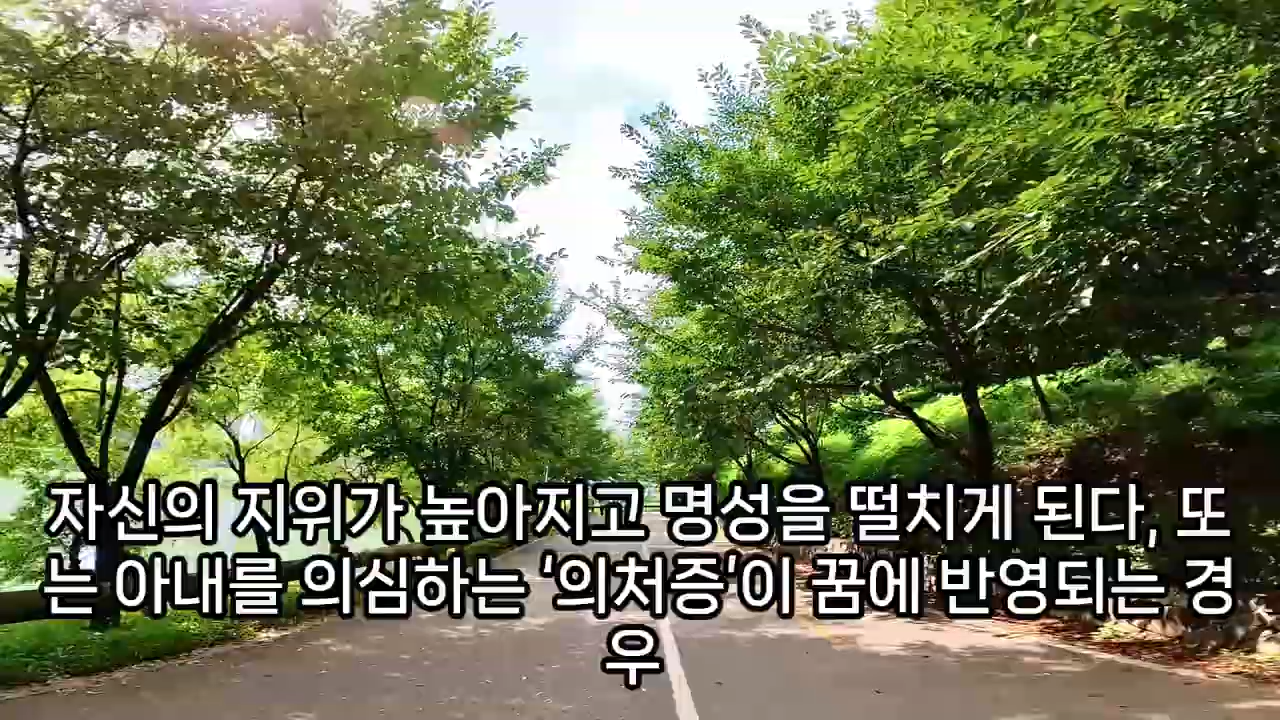 자신의 지위가 높아지고 명성을 떨치게 된다, 또
는 아내를 의심하는 '의처증'이 꿈에 반영되는 경
우